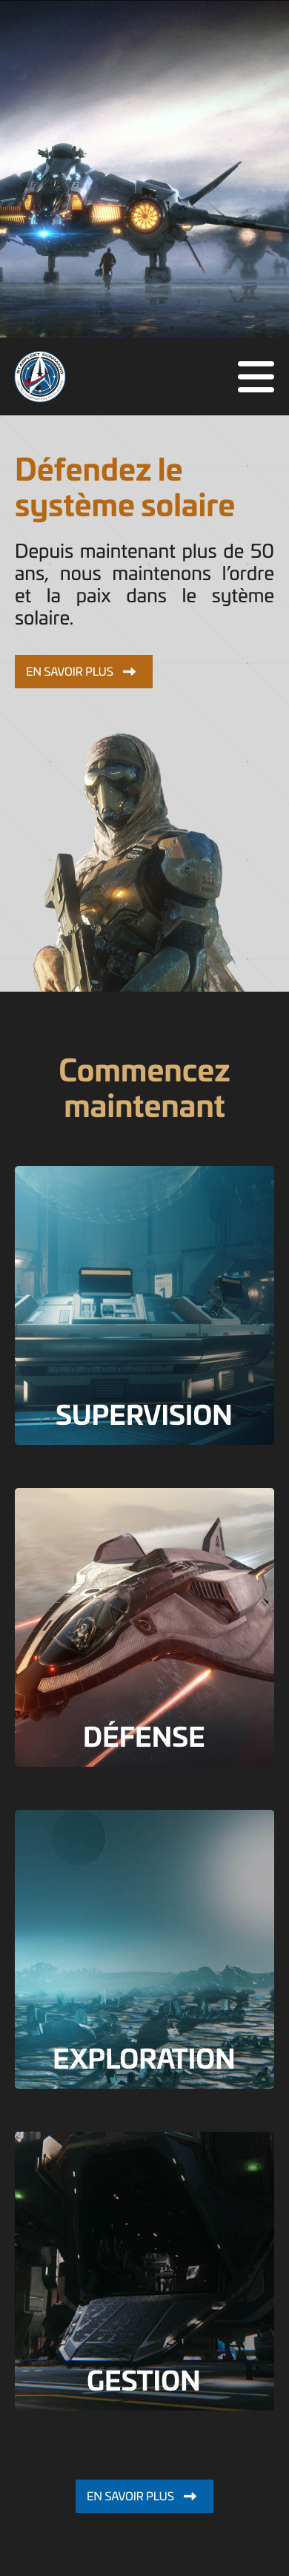 Défendez le
système solaire
Depuis maintenant plus de 50
ans, nous maintenons l’ordre
et la paix dans le sytème
solaire.
EN SAVOIR PLUS
Commencez
maintenant
SUPERVISION
DÉFENSE
EXPLORATION
GESTION
EN SAVOIR PLUS